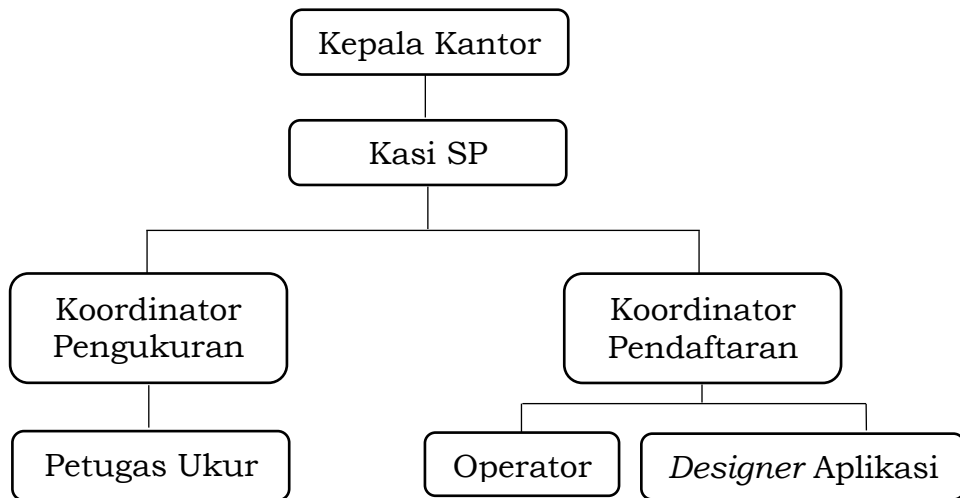 Kepala Kantor
Kasi SP
Koordinator
Pengukuran
Koordinator
Pendaftaran
Petugas Ukur
Operator
Designer Aplikasi